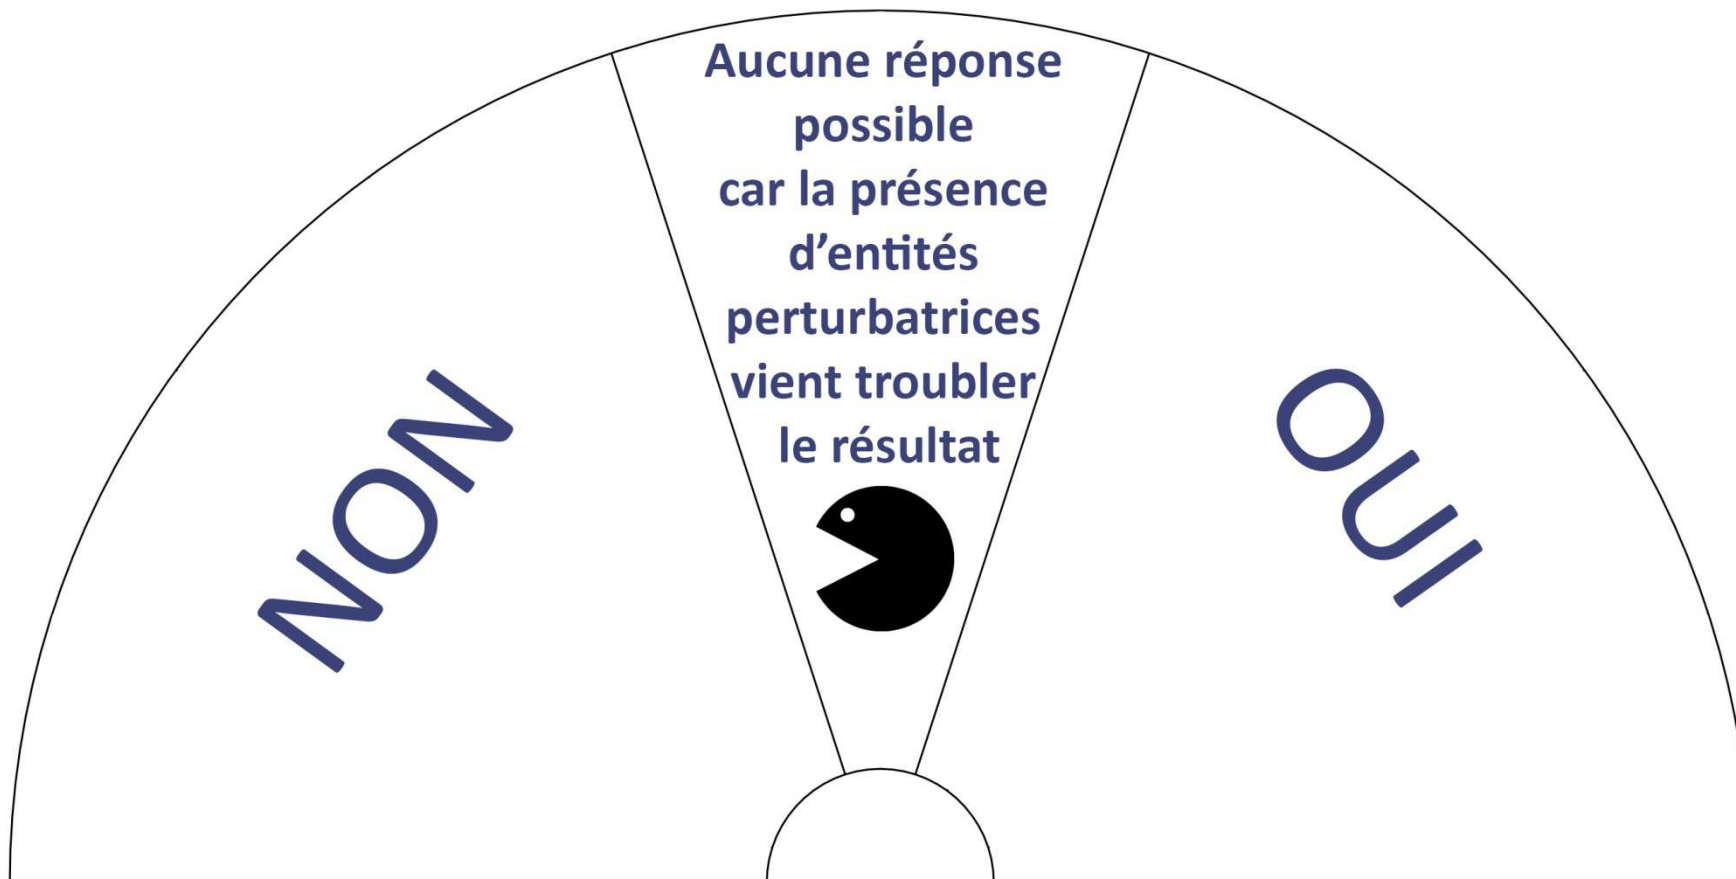 NON
Aucune réponse
possible
car la présence
d’entités
perturbatrices
vient troubler
le résultat
OUI